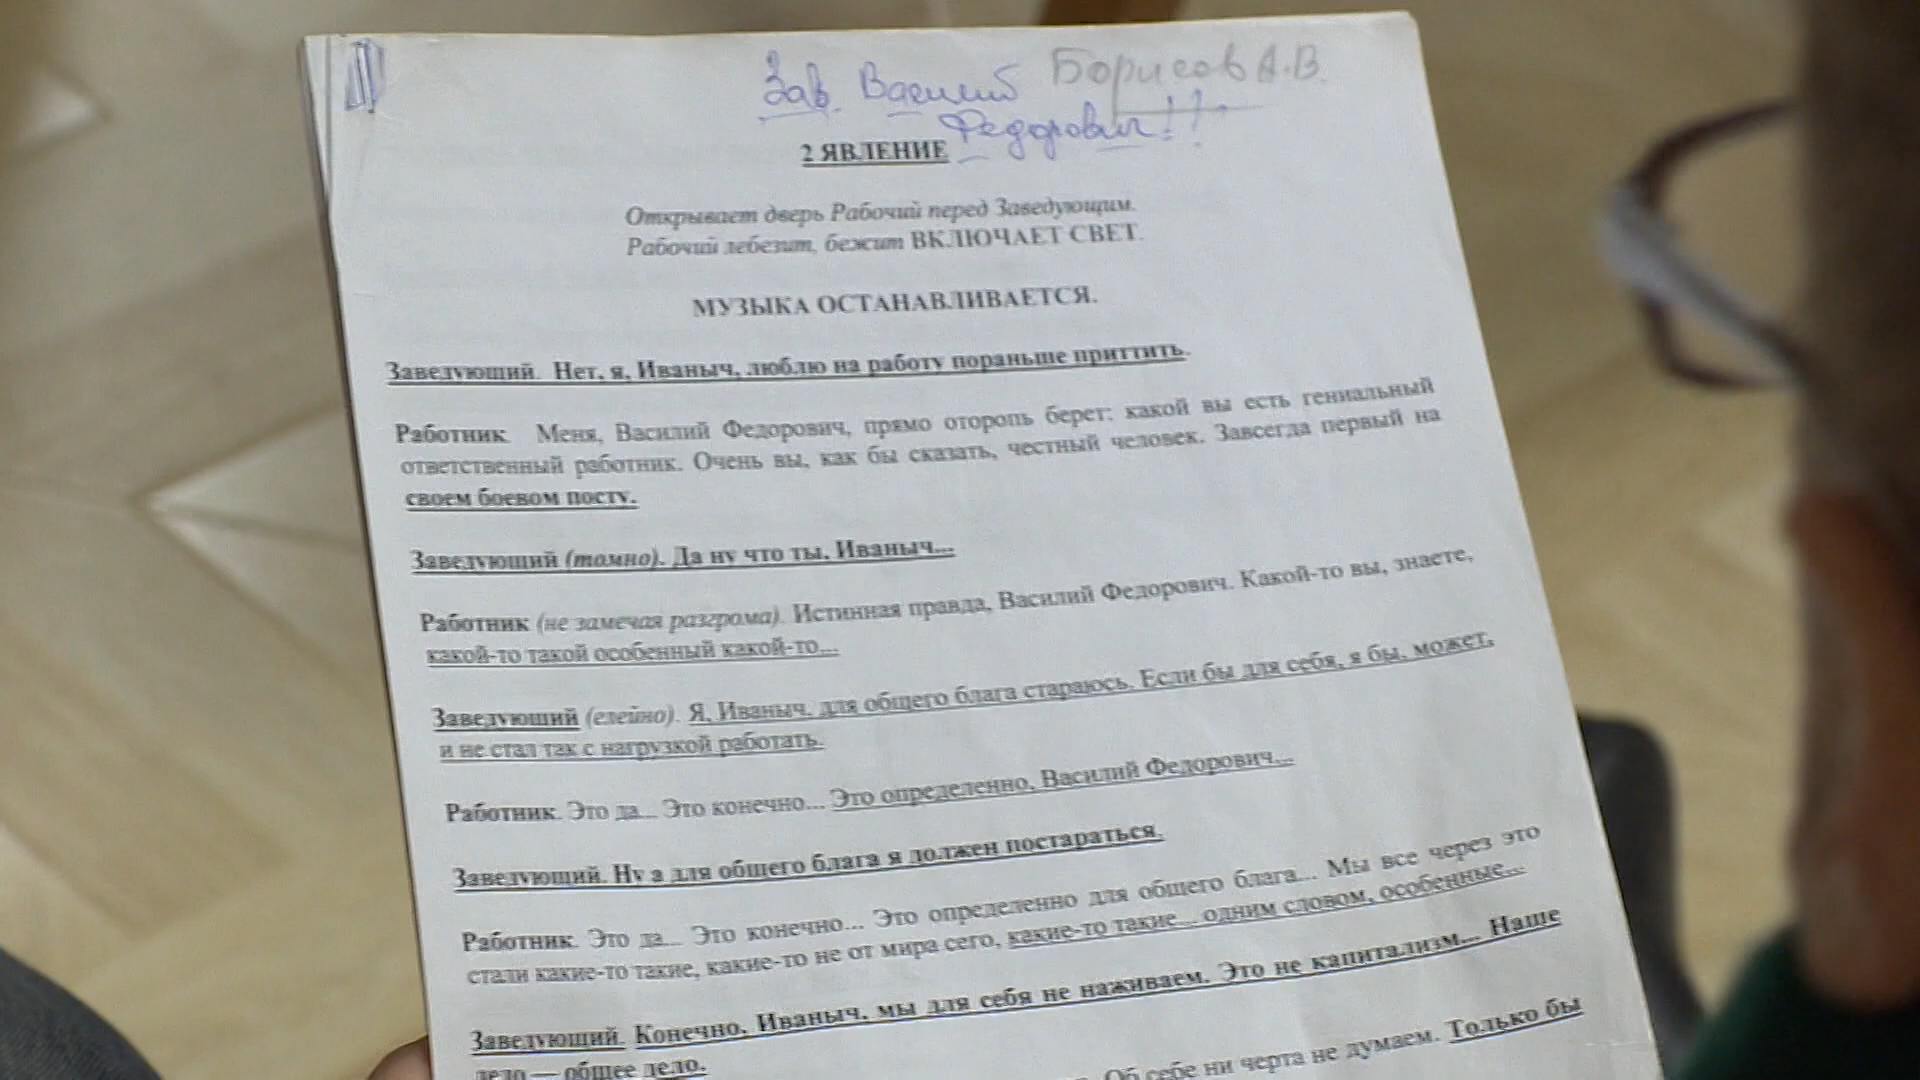 Зав. Василий Борисов А.В.
Федорович!!
2 ЯВЛЕНИЕ
Открывает дверь Рабочий перед Заведующим.
Рабочий лебезит, бежит ВКЛЮЧАЕТ СВЕТ.
МУЗЫКА ОСТАНАВЛИВАЕТСЯ.
Заведующий. Нет, я, Иваныч, люблю на работу пораньше приттить.
Работник. Меня, Василий Федорович, прямо оторопь берет: какой вы есть гениальный
ответственный работник. Очень вы, как бы сказать, честный человек. Завсегда первый на
своем боевом посту.
Заведующий (томно). Да ну что ты, Иваныч...
Работник (не замечая разгрома). Истинная правда, Василий Федорович. Какой-то вы, знаете,
какой-то такой особенный какой-то...
Заведующий (елейно). Я, Иваныч, для общего блага стараюсь. Если бы для себя, я бы, может,
и не стал так с нагрузкой работать.
Работник. Это да... Это конечно... Это определенно, Василий Федорович...
Заведующий. Ну а для общего блага я должен постараться.
Работник. Это да... Это конечно... Это определенно для общего блага... Мы все через это
стали какие-то такие, какие-то не от мира сего, какие-то такие... одним словом, особенные...
Заведующий. Конечно, Иваныч, мы для себя не наживаем. Это не капитализм... Наше
дело — общее дело.
Об себе ни черта не думаем. Только бы